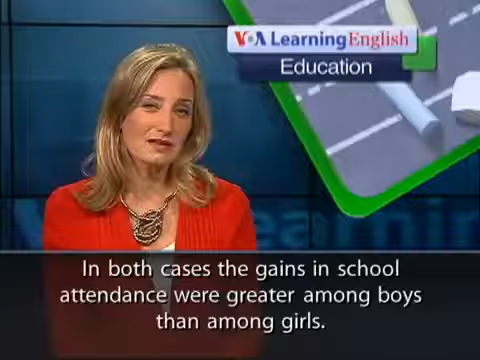 VOA Learning English
Education
In both cases the gains in school
attendance were greater among boys
than among girls.